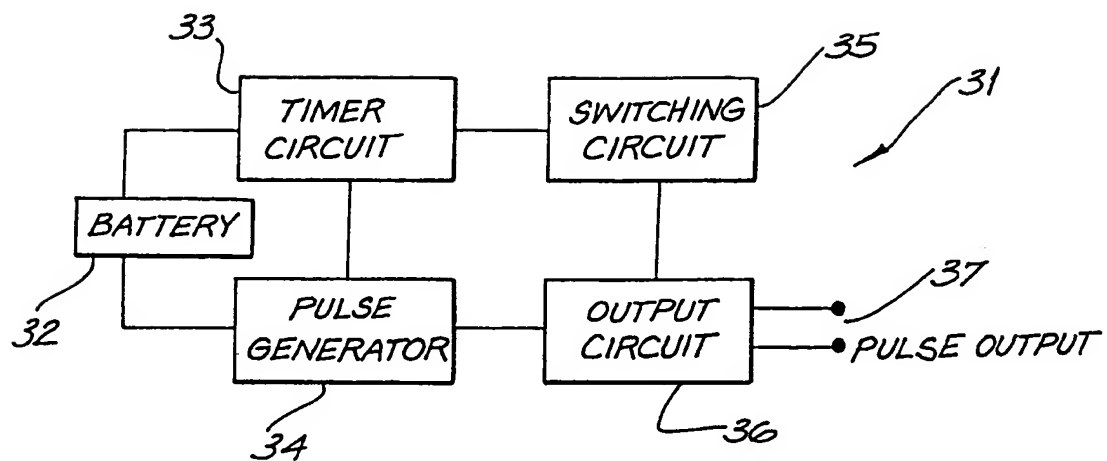 33
35
31
TIMER
CIRCUIT
SWITCHING
CIRCUIT
BATTERY
32
PULSE
GENERATOR
OUTPUT
CIRCUIT
37
PULSE OUTPUT
34
36